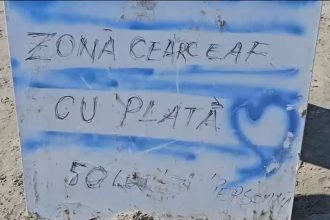 ZONĂ CEARCEAF
CU PLATĂ
50 LEI